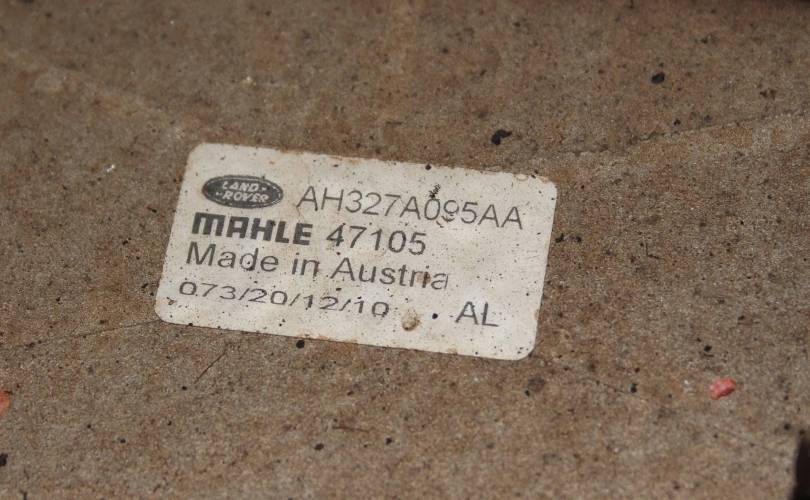 LAND-
-ROVER
AH327A095AA
MAHLE 47105
Made in Austria
073/20/12/10 AL